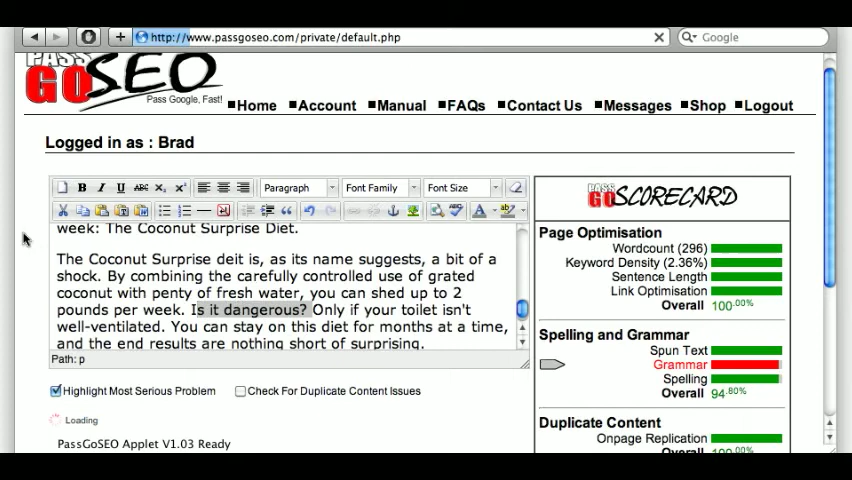 http://www.passgoseo.com/private/default.php
Google
PASS GO SEO
Pass Google, Fast!
Home Account Manual FAQs Contact Us Messages Shop Logout
Logged in as : Brad
B I U ABC X₂ X² Paragraph Font Family Font Size
week: The Coconut Surprise Diet.
The Coconut Surprise deit is, as its name suggests, a bit of a
shock. By combining the carefully controlled use of grated
coconut with penty of fresh water, you can shed up to 2
pounds per week. Is it dangerous? Only if your toilet isn't
well-ventilated. You can stay on this diet for months at a time,
and the end results are nothing short of surprising.
Path: p
Highlight Most Serious Problem Check For Duplicate Content Issues
Loading
PassGoSEO Applet V1.03 Ready
PASS GO SCORECARD
Page Optimisation
Wordcount (296)
Keyword Density (2.36%)
Sentence Length
Link Optimisation
Overall 100.00%
Spelling and Grammar
Spun Text
Grammar
Spelling
Overall 94.80%
Duplicate Content
Onpage Replication
Overall 100.00%